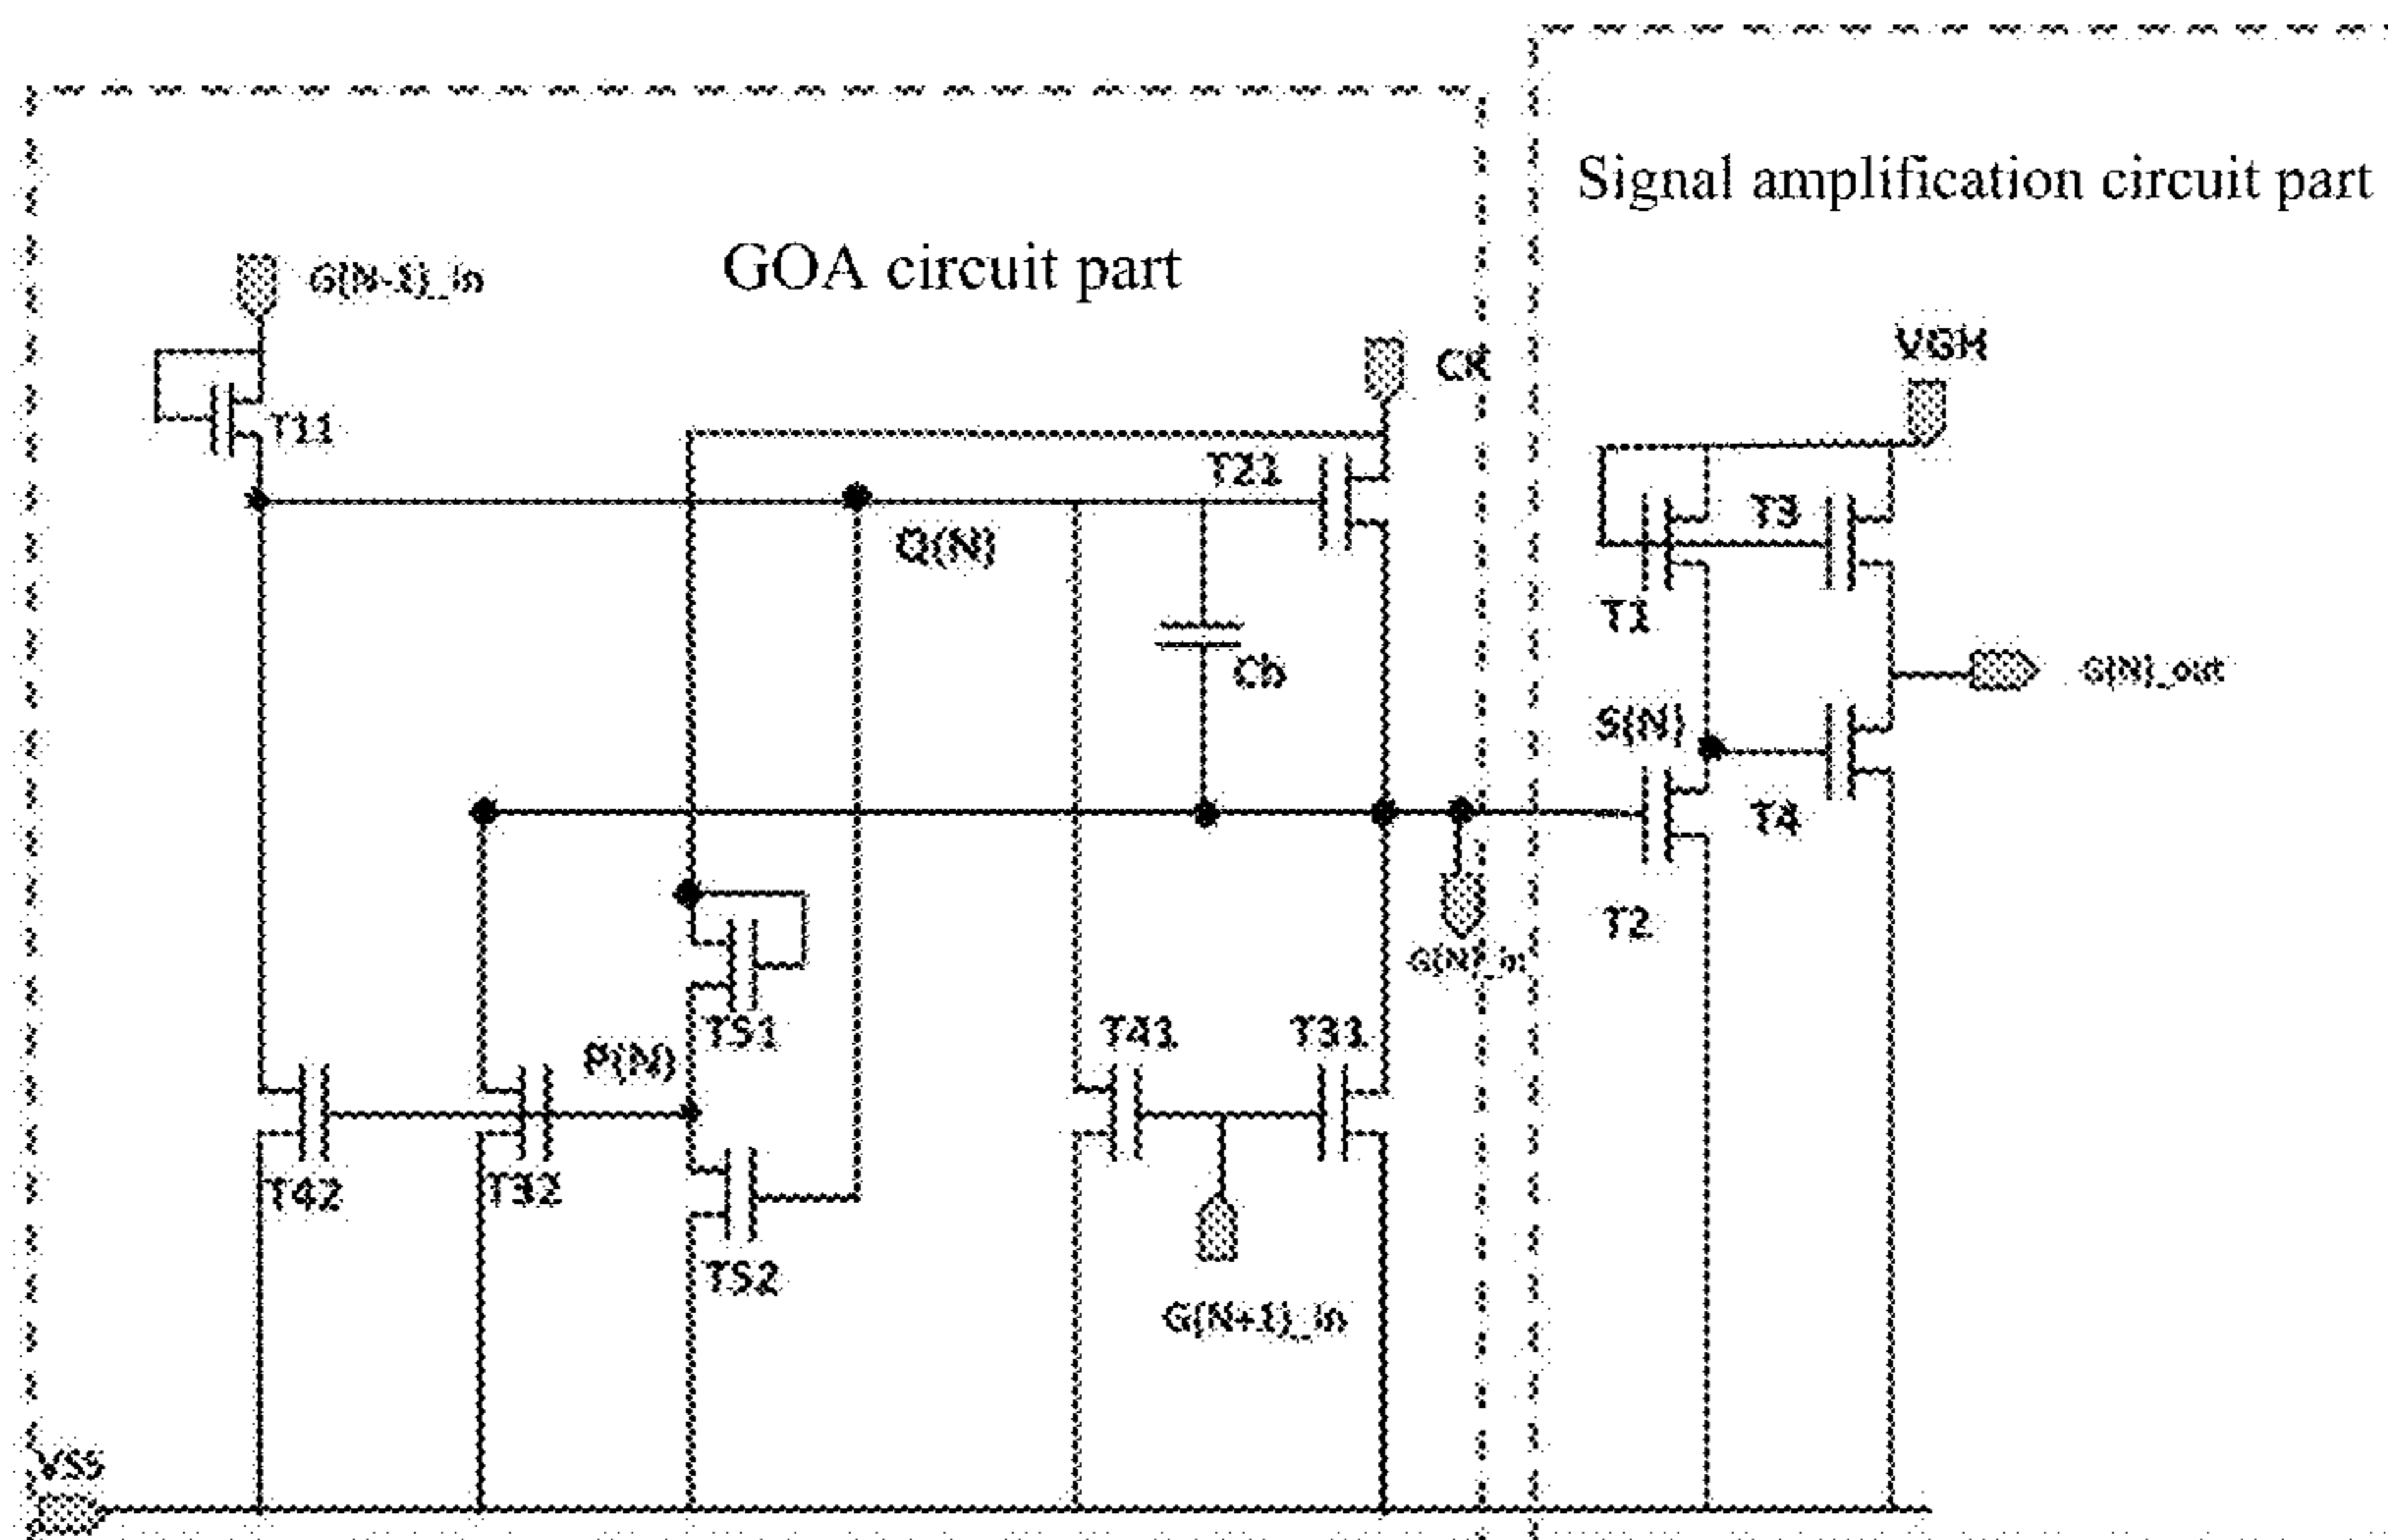 Signal amplification circuit part
GOA circuit part
G(N-1)_in
VGH
CK
T11
T21
T3
Q(N)
T1
Cb
G(N)_out
S(N)
T4
T2
G(N)_in
TS1
T41
T31
P(N)
T42
T32
TS2
G(N+1)_in
VSS